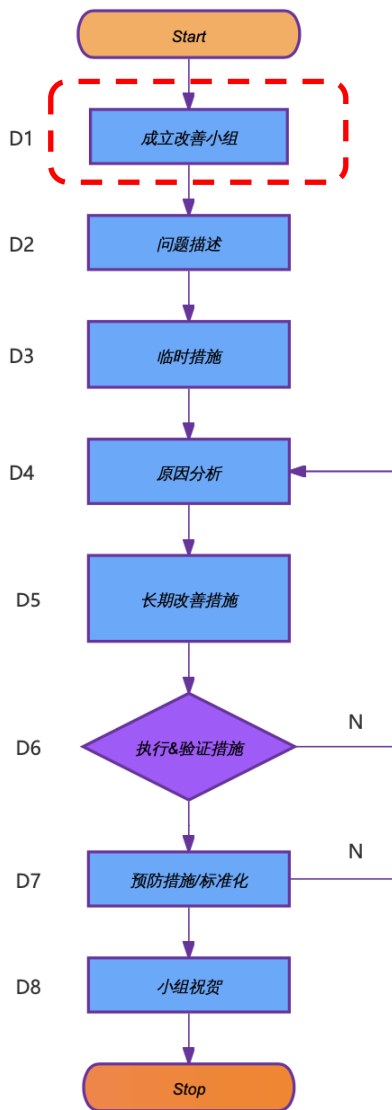 Start
D1
成立改善小组
D2
问题描述
D3
临时措施
D4
原因分析
D5
长期改善措施
D6
执行&验证措施
N
D7
预防措施/标准化
N
D8
小组祝贺
Stop